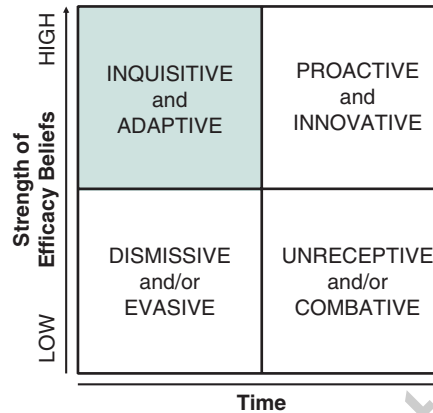 HIGH
Strength of
Efficacy Beliefs
LOW
INQUISITIVE
and
ADAPTIVE
PROACTIVE
and
INNOVATIVE
DISMISSIVE
and/or
EVASIVE
UNRECEPTIVE
and/or
COMBATIVE
Time